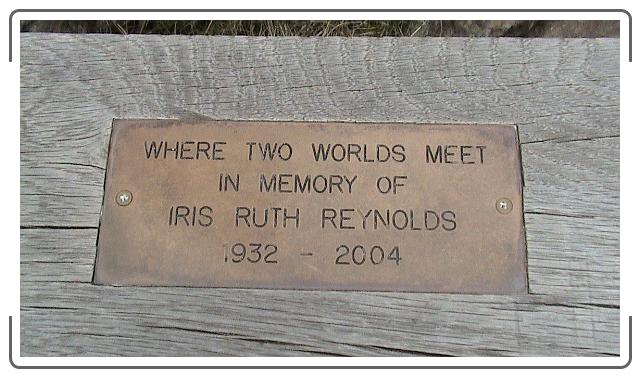 WHERE TWO WORLDS MEET
IN MEMORY OF
IRIS RUTH REYNOLDS
1932 - 2004